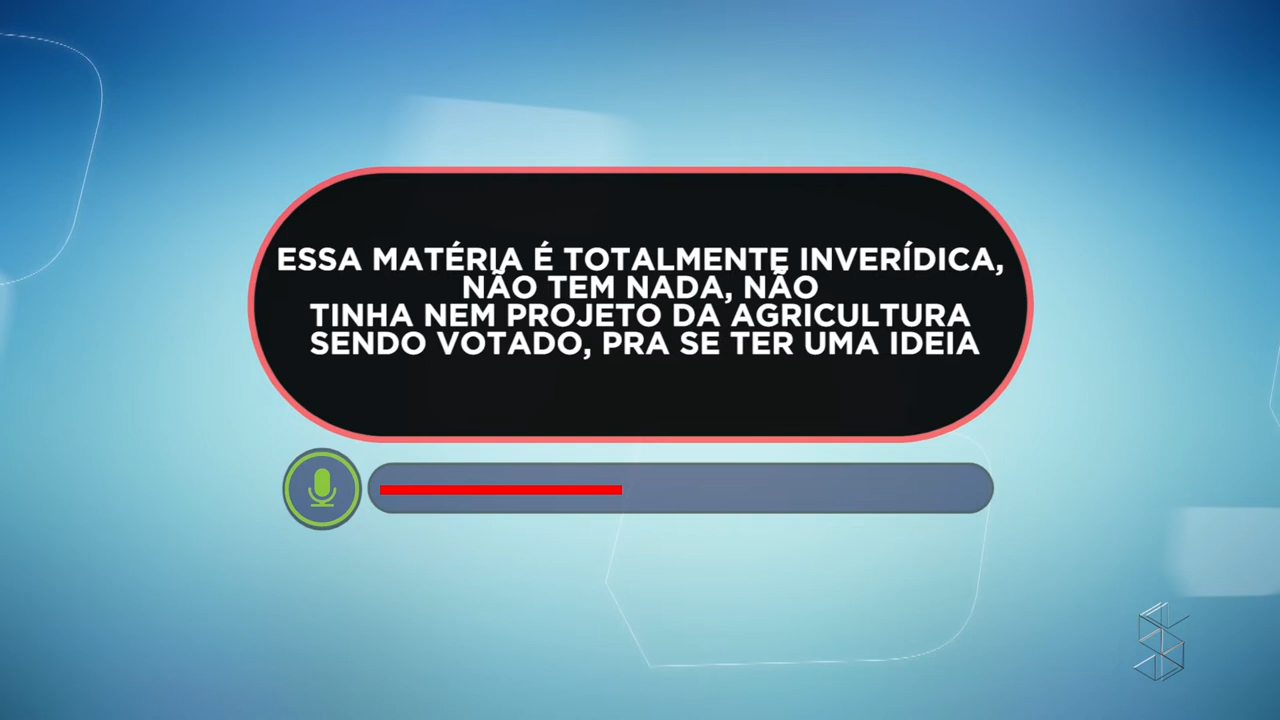 ESSA MATÉRIA É TOTALMENTE INVERÍDICA,
NÃO TEM NADA, NÃO
TINHA NEM PROJETO DA AGRICULTURA
SENDO VOTADO, PRA SE TER UMA IDEIA